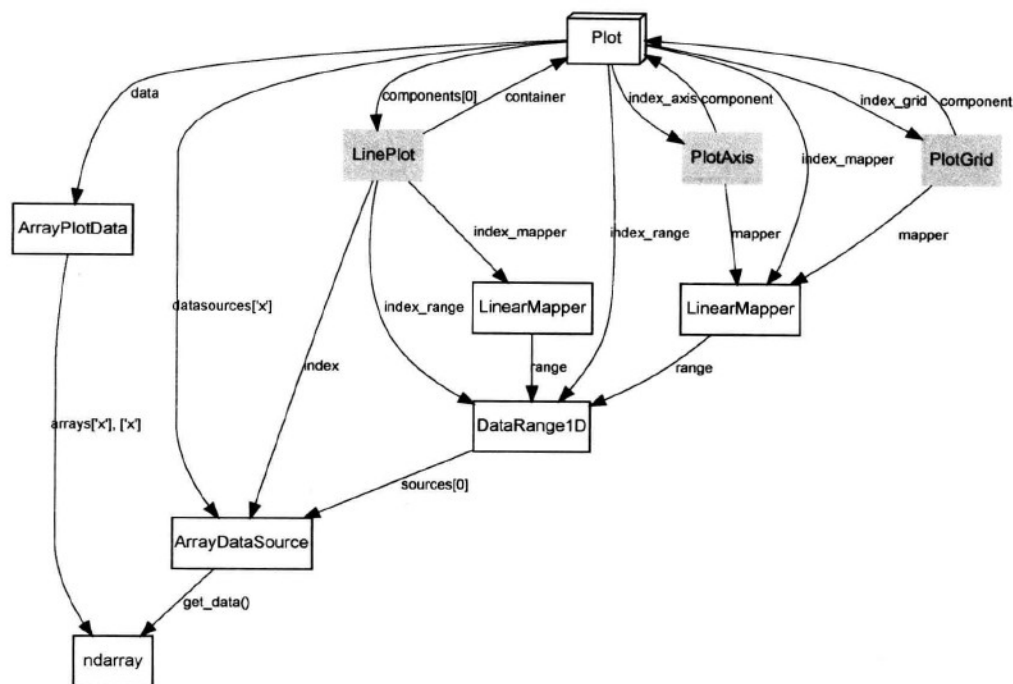 Plot
data
components[0]
container
index_axis
component
index_grid
component
LinePlot
PlotAxis
index_mapper
PlotGrid
ArrayPlotData
index_mapper
index_range
mapper
mapper
datasources['x']
index_range
LinearMapper
LinearMapper
index
range
range
arrays['x'], ['x']
DataRange1D
sources[0]
ArrayDataSource
get_data()
ndarray